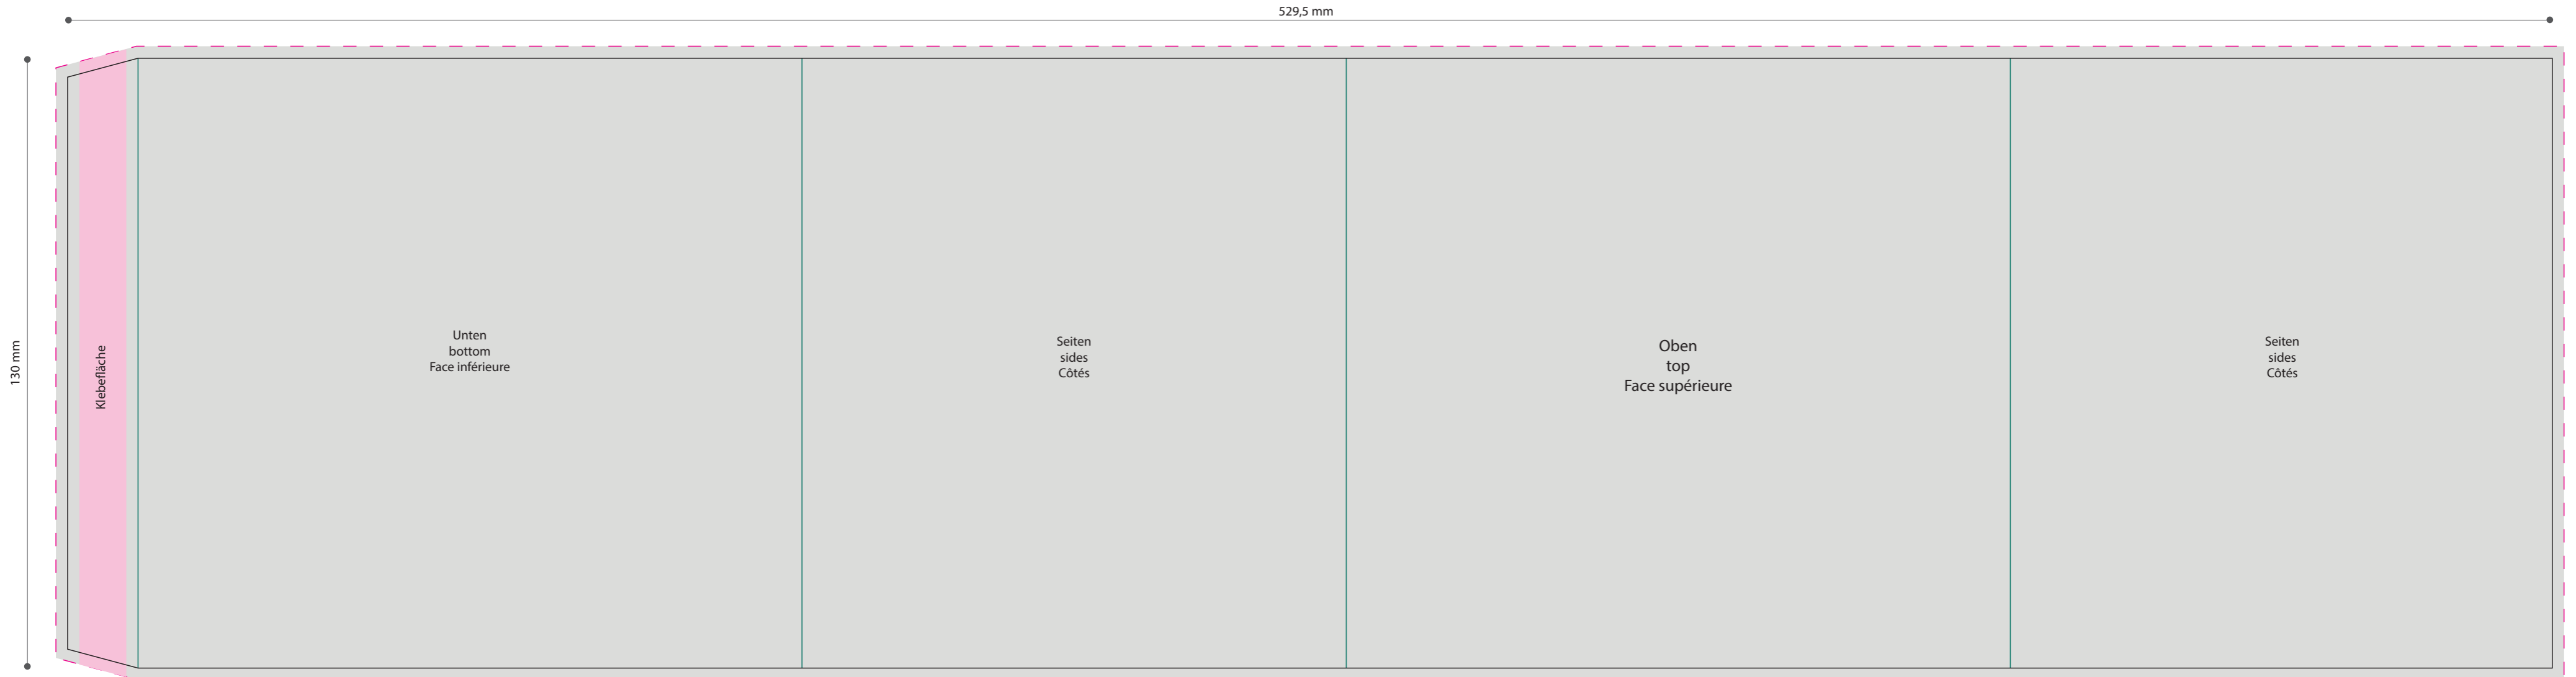 529,5 mm
130 mm
Klebefläche
Unten
bottom
Face inférieure
Seiten
sides
Côtés
Oben
top
Face supérieure
Seiten
sides
Côtés